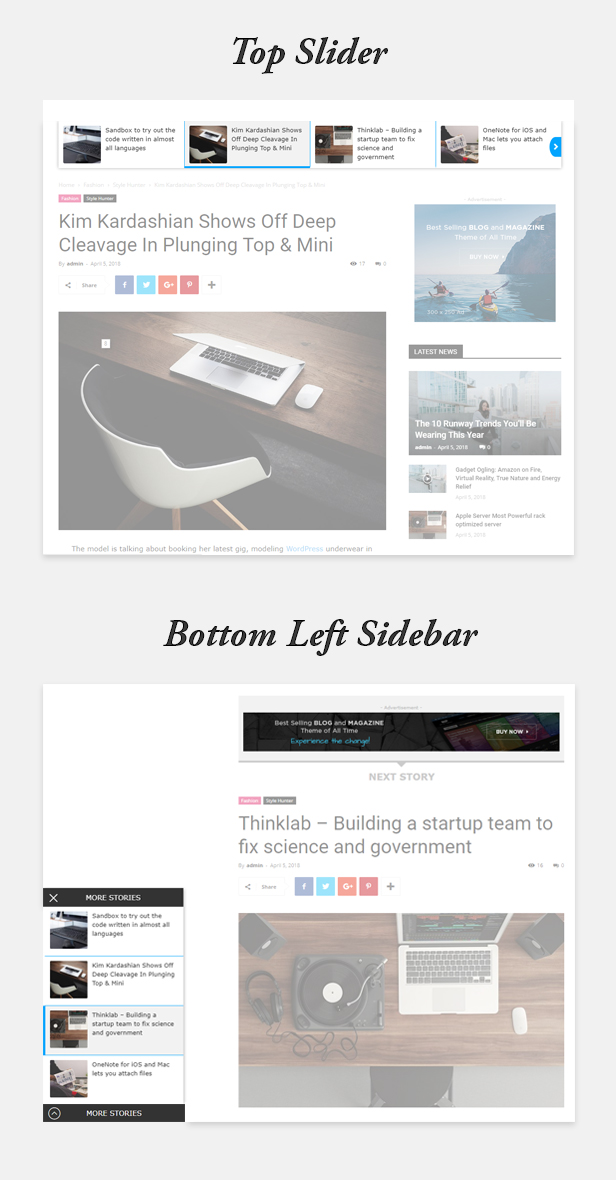 Top Slider
Sandbox to try out the
code written in almost
all languages
Kim Kardashian Shows
Off Deep Cleavage In
Plunging Top & Mini
Thinklab – Building a
startup team to fix
science and
government
OneNote for iOS and
Mac lets you attach
files
Home › Fashion › Style Hunter › Kim Kardashian Shows Off Deep Cleavage In Plunging Top & Mini
Fashion Style Hunter
Kim Kardashian Shows Off Deep
Cleavage In Plunging Top & Mini
By admin - April 5, 2018 17 0
Share
- Advertisement -
Best Selling BLOG and MAGAZINE
Theme of All Time
BUY NOW
300 x 250 Ad
LATEST NEWS
The 10 Runway Trends You'll Be
Wearing This Year
admin - April 5, 2018 0
Gadget Ogling: Amazon on Fire,
Virtual Reality, True Nature and Energy
Relief
April 5, 2018
Apple Server Most Powerful rack
optimized server
April 5, 2018
The model is talking about booking her latest gig, modeling WordPress underwear in
Bottom Left Sidebar
- Advertisement -
Best Selling BLOG and MAGAZINE
Theme of All Time
Experience the change!
BUY NOW
NEXT STORY
Fashion Style Hunter
Thinklab – Building a startup team to
fix science and government
By admin - April 5, 2018 16 0
Share
MORE STORIES
Sandbox to try out the
code written in almost all
languages
Kim Kardashian Shows Off
Deep Cleavage In Plunging
Top & Mini
Thinklab – Building a
startup team to fix science
and government
OneNote for iOS and Mac
lets you attach files
MORE STORIES